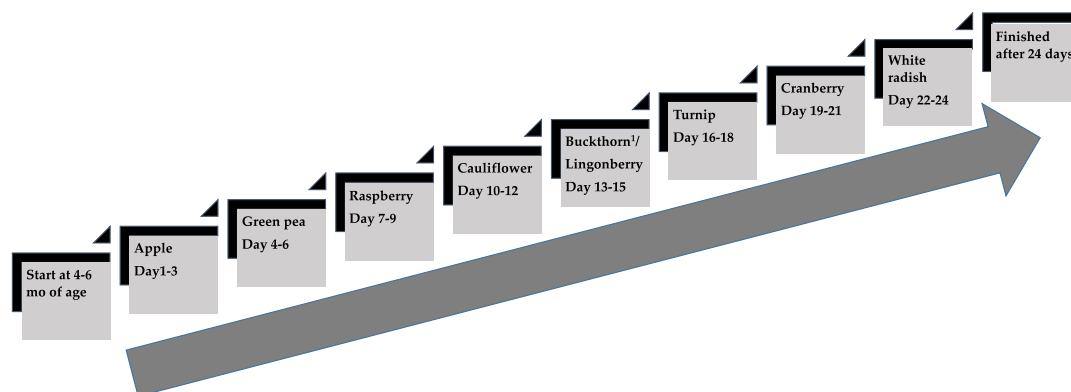 Start at 4-6
mo of age
Apple
Day1-3
Green pea
Day 4-6
Raspberry
Day 7-9
Cauliflower
Day 10-12
Buckthorn¹/
Lingonberry
Day 13-15
Turnip
Day 16-18
Cranberry
Day 19-21
White
radish
Day 22-24
Finished
after 24 days